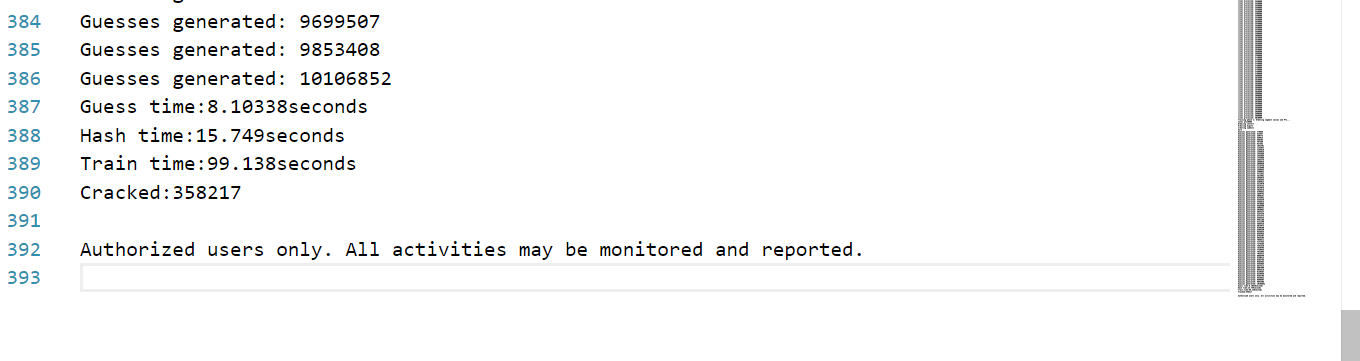 384 Guesses generated: 9699507
385 Guesses generated: 9853408
386 Guesses generated: 10106852
387 Guess time:8.10338seconds
388 Hash time:15.749seconds
389 Train time:99.138seconds
390 Cracked:358217
391
392 Authorized users only. All activities may be monitored and reported.
393